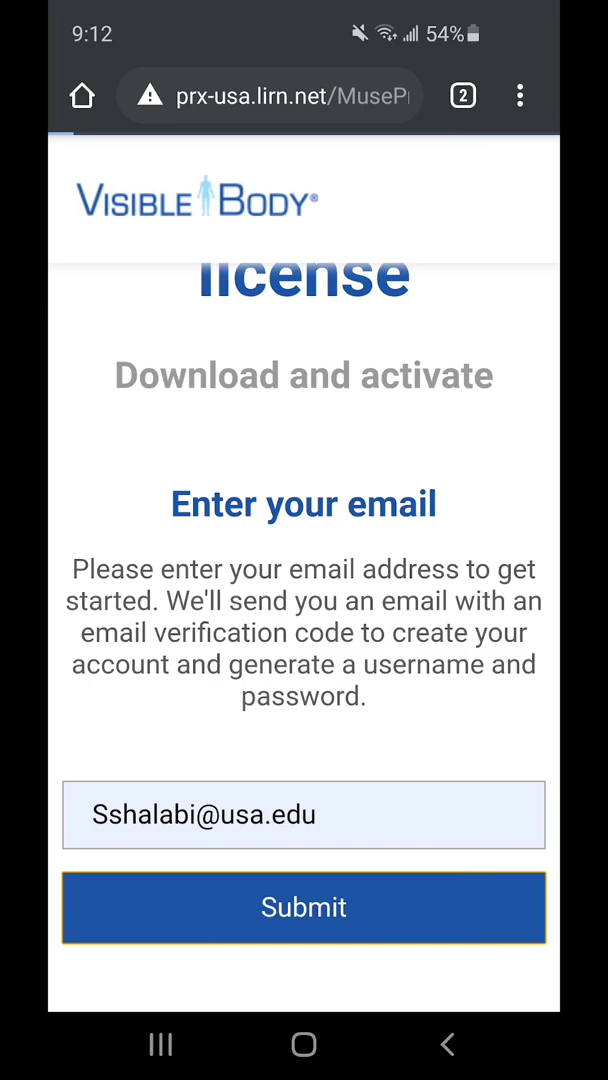 9:12
54%
prx-usa.lirn.net/MuseP
2
VISIBLE BODY®
license
Download and activate
Enter your email
Please enter your email address to get
started. We'll send you an email with an
email verification code to create your
account and generate a username and
password.
Sshalabi@usa.edu
Submit